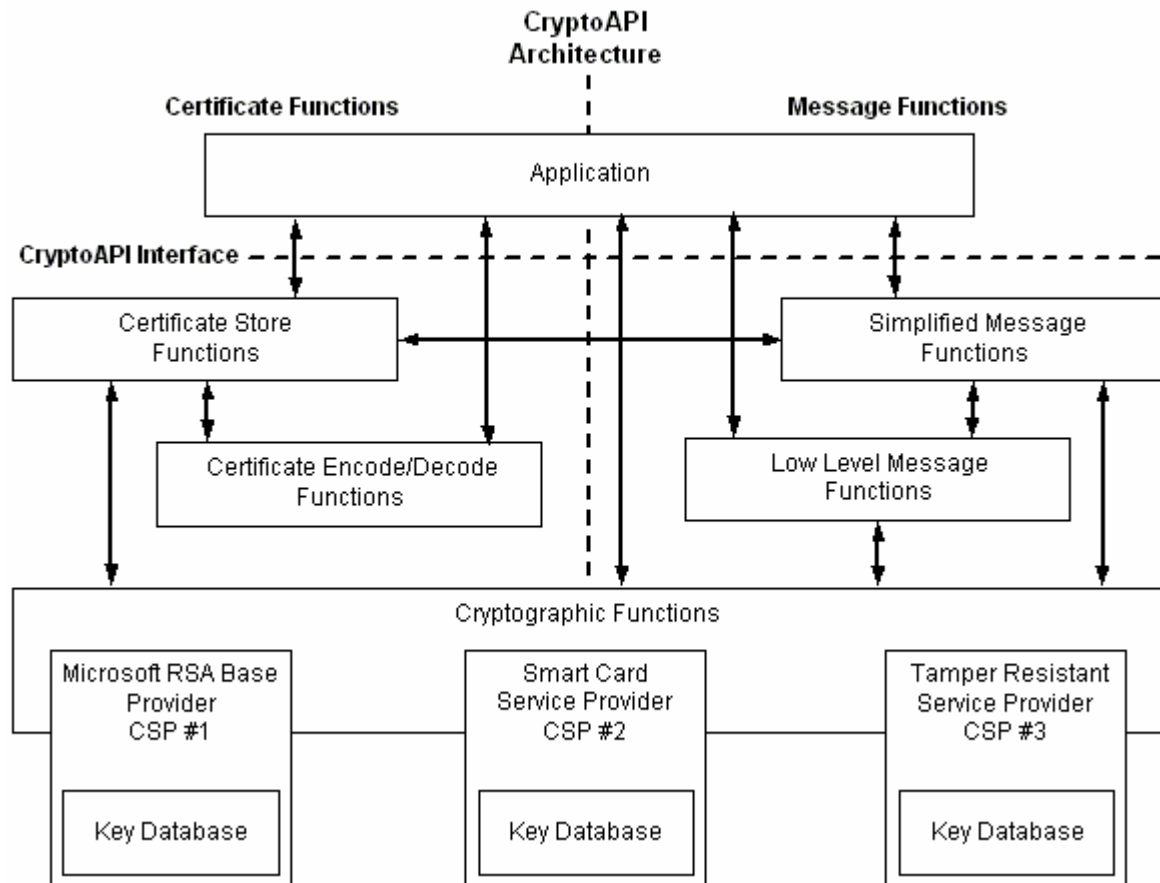 CryptoAPI
Architecture
Certificate Functions
Message Functions
Application
CryptoAPI Interface
Certificate Store
Functions
Simplified Message
Functions
Certificate Encode/Decode
Functions
Low Level Message
Functions
Cryptographic Functions
Microsoft RSA Base
Provider
CSP #1
Smart Card
Service Provider
CSP #2
Tamper Resistant
Service Provider
CSP #3
Key Database
Key Database
Key Database